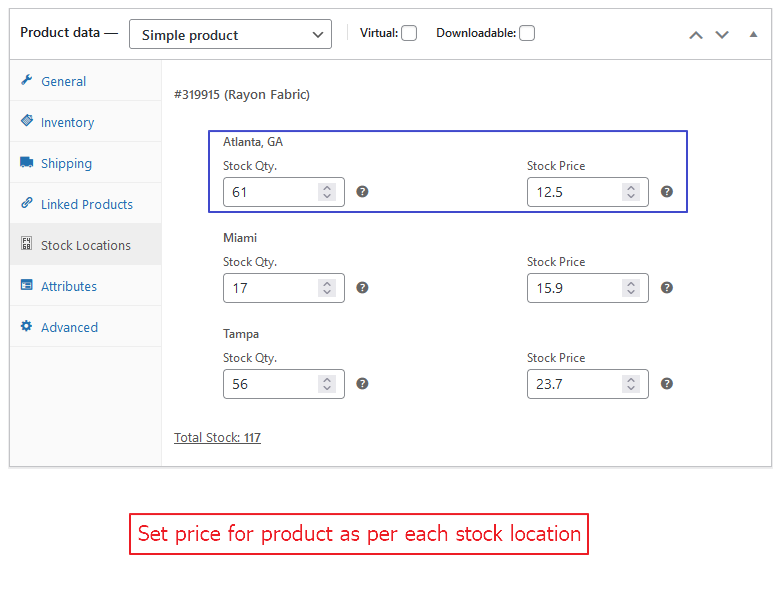 Product data — Simple product Virtual: Downloadable:
General
Inventory
Shipping
Linked Products
Stock Locations
Attributes
Advanced
#319915 (Rayon Fabric)
Atlanta, GA
Stock Qty. Stock Price
61 12.5
Miami
Stock Qty. Stock Price
17 15.9
Tampa
Stock Qty. Stock Price
56 23.7
Total Stock: 117
Set price for product as per each stock location